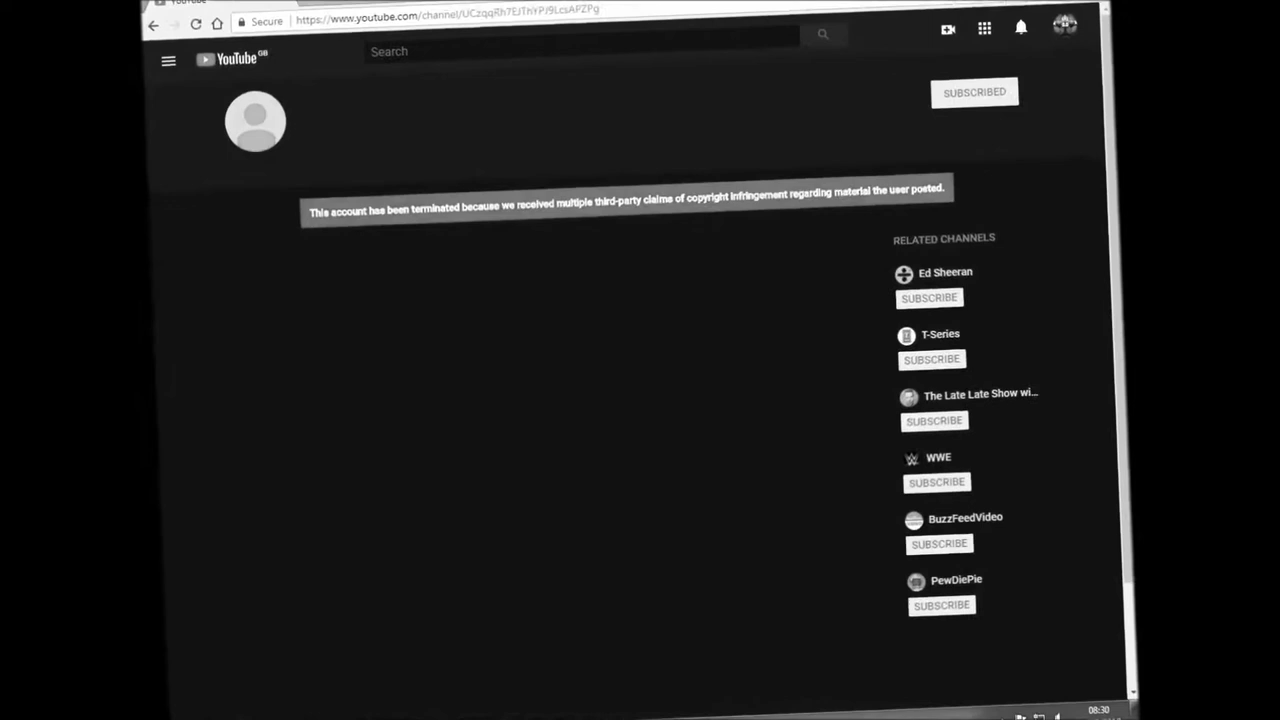 YouTube
Secure https://www.youtube.com/channel/UCzqqRh7EJThYPJ9LcsAPZPg
YouTube GB
Search
SUBSCRIBED
This account has been terminated because we received multiple third-party claims of copyright infringement regarding material the user posted.
RELATED CHANNELS
Ed Sheeran
SUBSCRIBE
T-Series
SUBSCRIBE
The Late Late Show wi...
SUBSCRIBE
WWE
SUBSCRIBE
BuzzFeedVideo
SUBSCRIBE
PewDiePie
SUBSCRIBE
08:30